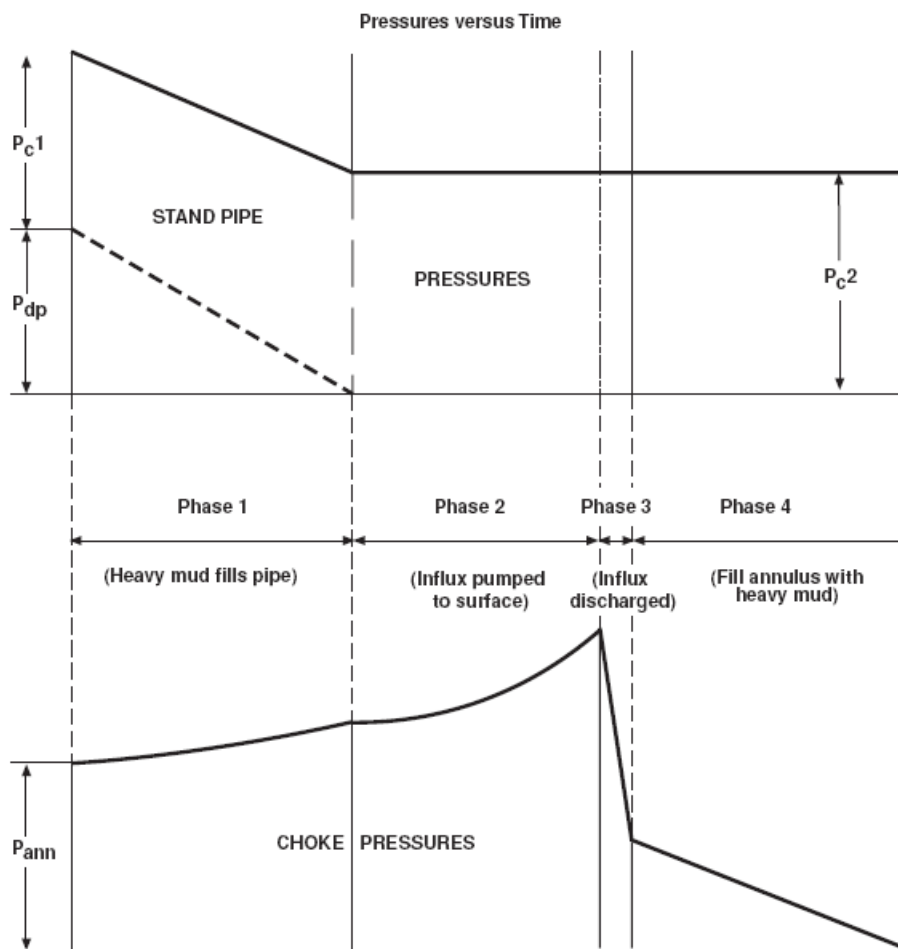 Pressures versus Time
Pc1
STAND PIPE
PRESSURES
Pc2
Pdp
Phase 1
Phase 2
Phase 3
Phase 4
(Heavy mud fills pipe)
(Influx pumped
to surface)
(Influx
discharged)
(Fill annulus with
heavy mud)
Pann
CHOKE PRESSURES